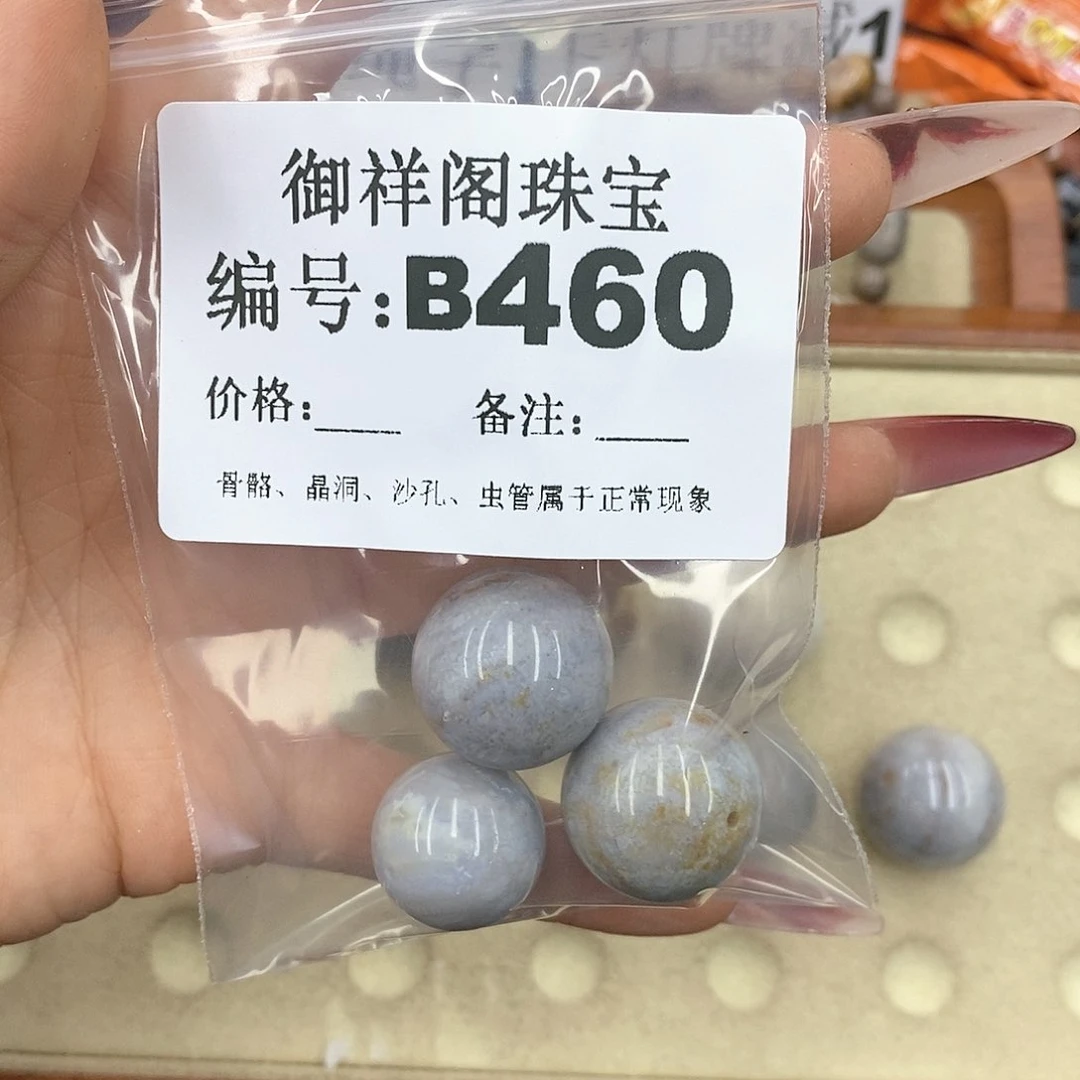 御祥阁珠宝
编号:B460
价格:____ 备注:____
骨骼、晶洞、沙孔、虫管属于正常现象
1